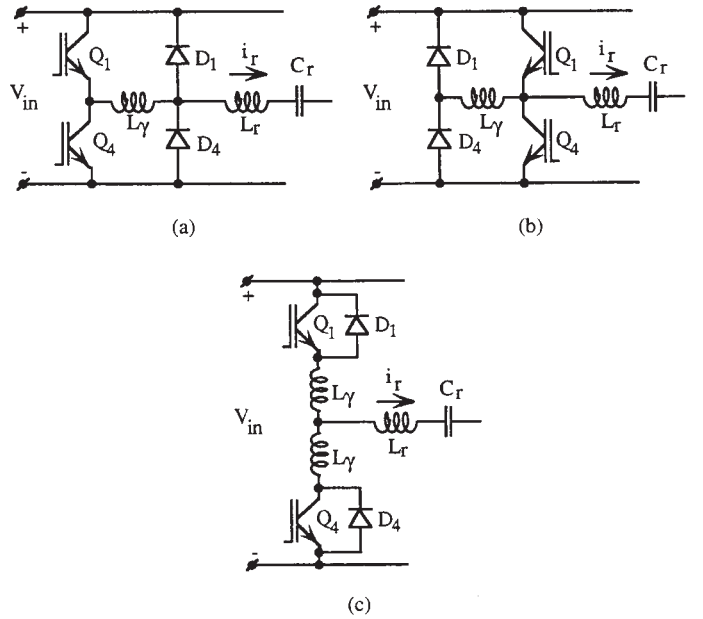 + Q1 D1 ir Cr
Vin Lγ Lr
Q4 D4
-
(a)
+ D1 Q1 ir Cr
Vin Lγ Lr
D4 Q4
-
(b)
+
Q1 D1
Lγ ir Cr
Vin
Lγ Lr
Q4 D4
-
(c)